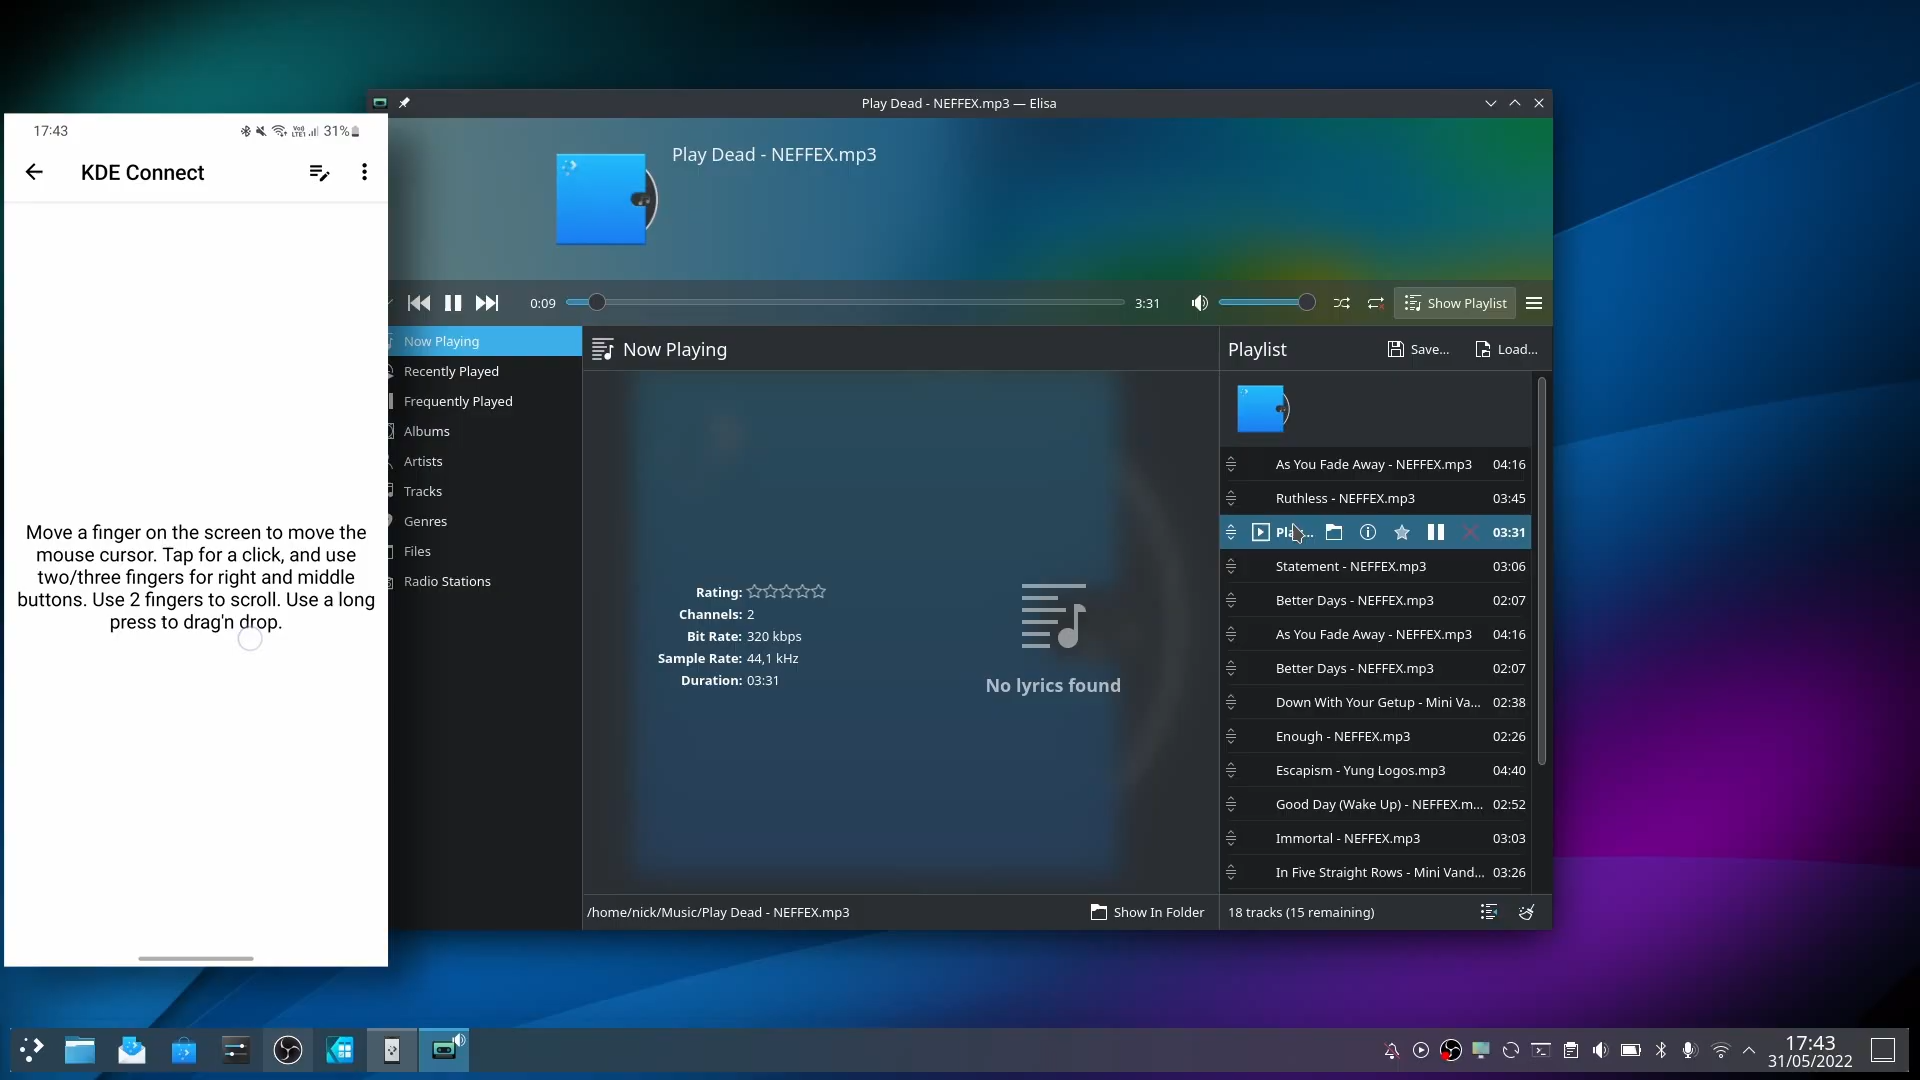 Play Dead - NEFFEX.mp3 — Elisa
17:43
31%
KDE Connect
Move a finger on the screen to move the
mouse cursor. Tap for a click, and use
two/three fingers for right and middle
buttons. Use 2 fingers to scroll. Use a long
press to drag'n drop.
Play Dead - NEFFEX.mp3
0:09
3:31
Show Playlist
Now Playing
Recently Played
Frequently Played
Albums
Artists
Tracks
Genres
Files
Radio Stations
Now Playing
Rating:
Channels: 2
Bit Rate: 320 kbps
Sample Rate: 44,1 kHz
Duration: 03:31
No lyrics found
/home/nick/Music/Play Dead - NEFFEX.mp3
Show In Folder
Playlist
Save...
Load...
As You Fade Away - NEFFEX.mp3 04:16
Ruthless - NEFFEX.mp3 03:45
03:31
Statement - NEFFEX.mp3 03:06
Better Days - NEFFEX.mp3 02:07
As You Fade Away - NEFFEX.mp3 04:16
Better Days - NEFFEX.mp3 02:07
Down With Your Getup - Mini Va... 02:38
Enough - NEFFEX.mp3 02:26
Escapism - Yung Logos.mp3 04:40
Good Day (Wake Up) - NEFFEX.m... 02:52
Immortal - NEFFEX.mp3 03:03
In Five Straight Rows - Mini Vand... 03:26
18 tracks (15 remaining)
17:43
31/05/2022